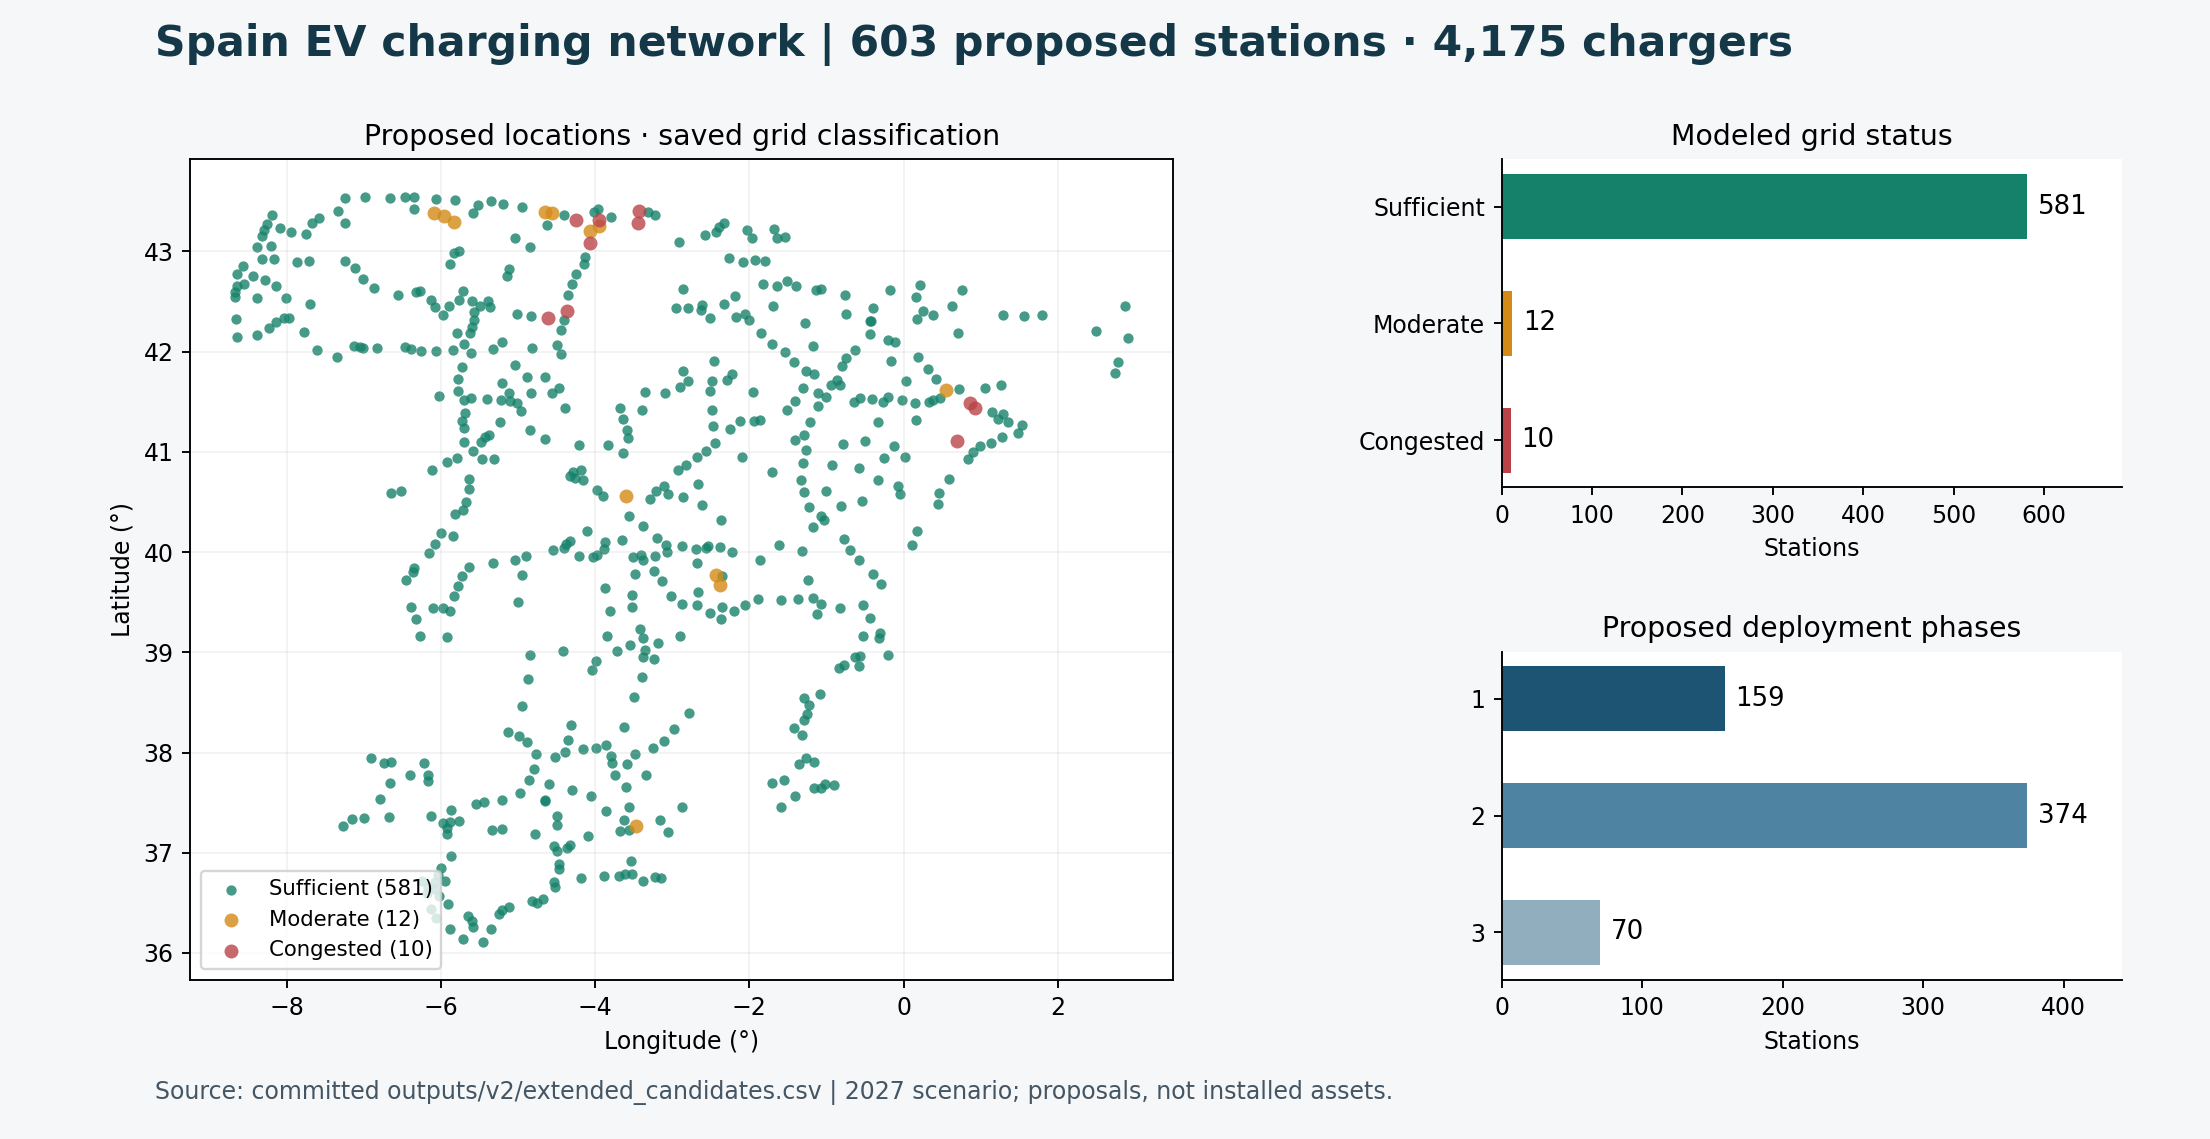 Spain EV charging network | 603 proposed stations · 4,175 chargers
Proposed locations · saved grid classification
Latitude (°)
43
42
41
40
39
38
37
36
Sufficient (581)
Moderate (12)
Congested (10)
−8
−6
−4
−2
0
2
Longitude (°)
Modeled grid status
Sufficient
581
Moderate
12
Congested
10
0
100
200
300
400
500
600
Stations
Proposed deployment phases
1
159
2
374
3
70
0
100
200
300
400
Stations
Source: committed outputs/v2/extended_candidates.csv | 2027 scenario; proposals, not installed assets.